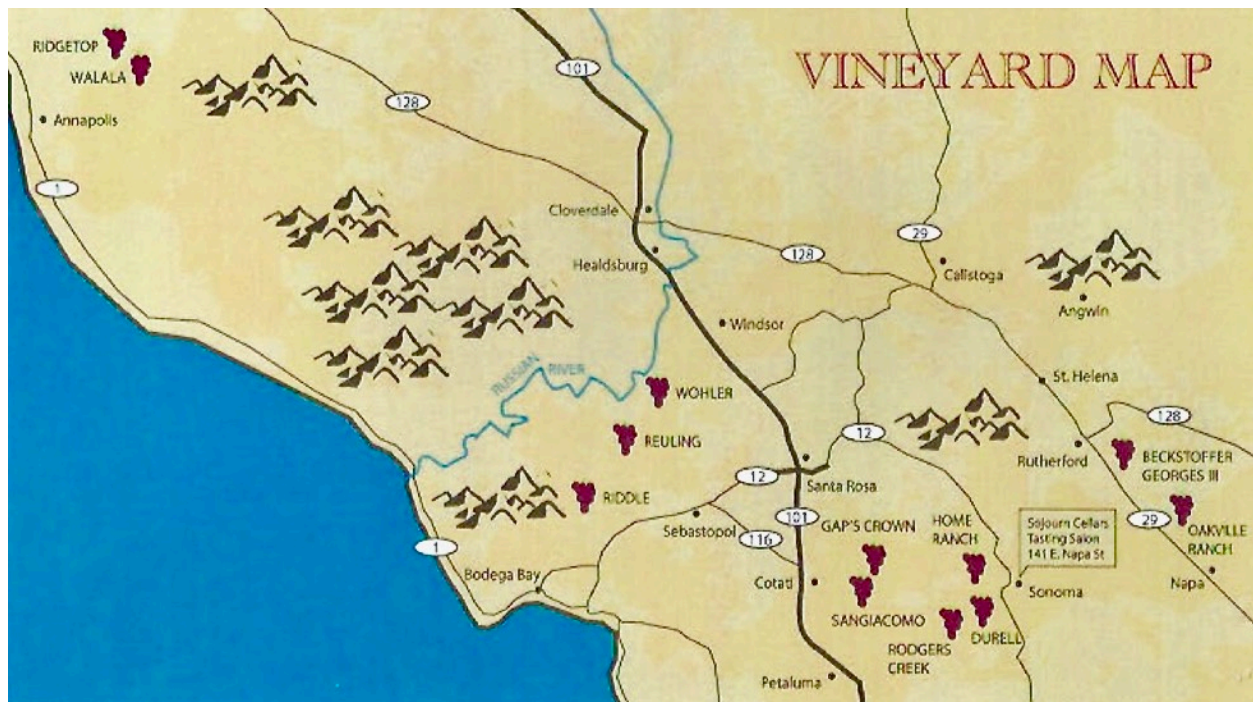 VINEYARD MAP
RIDGETOP
WALALA
Annapolis
101
128
1
Cloverdale
29
128
Healdsburg
Calistoga
Angwin
Windsor
RUSSIAN RIVER
St. Helena
WOHLER
128
REULING
12
Rutherford
BECKSTOFFER
GEORGES III
12
Santa Rosa
RIDDLE
Sebastopol
101
116
GAP'S CROWN
HOME
RANCH
Sojourn Cellars
Tasting Salon
141 E. Napa St
29
OAKVILLE
RANCH
1
Bodega Bay
Cotati
Sonoma
Napa
SANGIACOMO
DURELL
RODGERS
CREEK
Petaluma